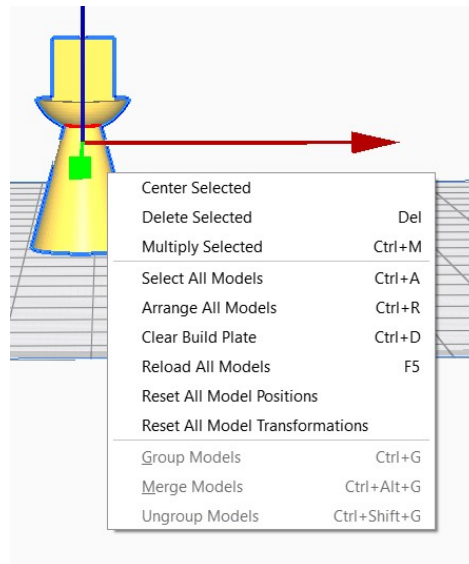 Center Selected
Delete Selected Del
Multiply Selected Ctrl+M
Select All Models Ctrl+A
Arrange All Models Ctrl+R
Clear Build Plate Ctrl+D
Reload All Models F5
Reset All Model Positions
Reset All Model Transformations
Group Models Ctrl+G
Merge Models Ctrl+Alt+G
Ungroup Models Ctrl+Shift+G